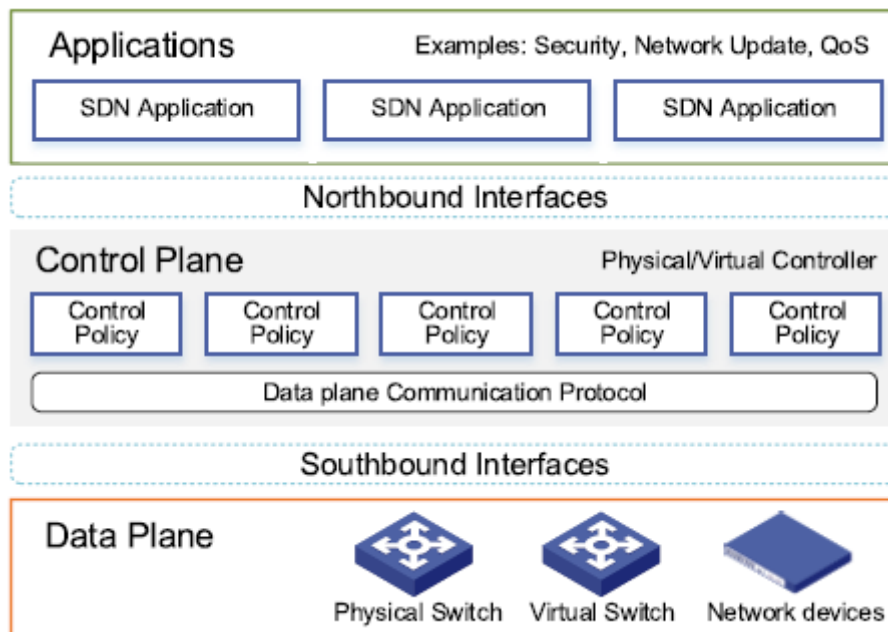 Applications
Examples: Security, Network Update, QoS
SDN Application
SDN Application
SDN Application
Northbound Interfaces
Control Plane
Physical/Virtual Controller
Control
Policy
Control
Policy
Control
Policy
Control
Policy
Control
Policy
Data plane Communication Protocol
Southbound Interfaces
Data Plane
Physical Switch
Virtual Switch
Network devices